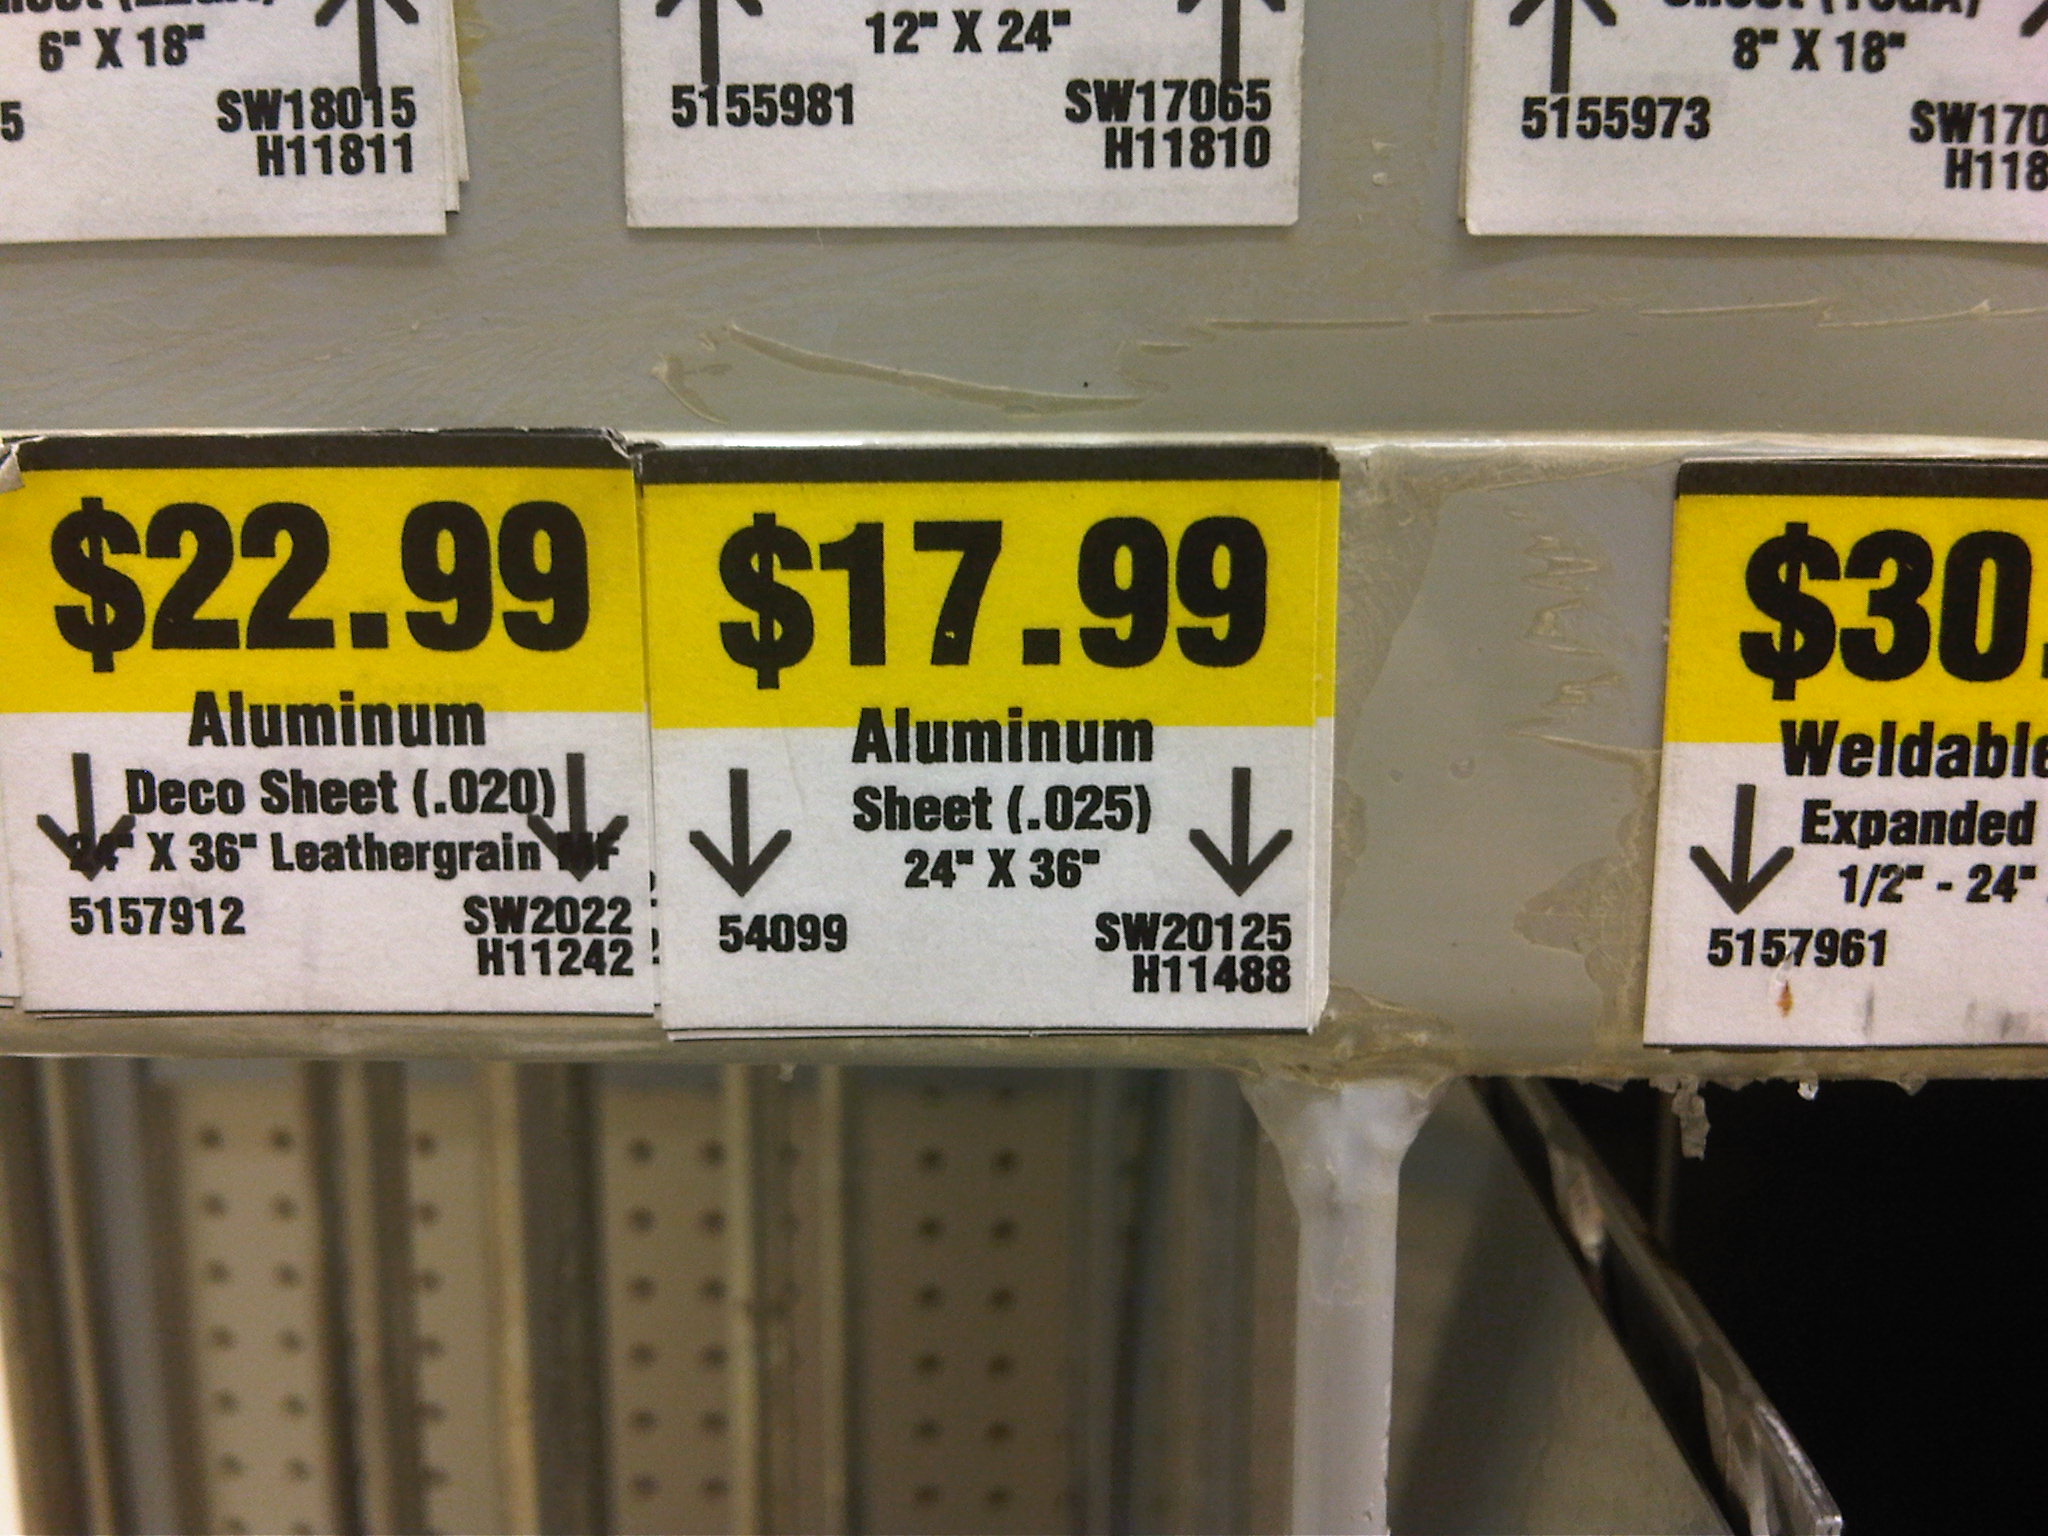 6" X 18"
SW18015
H11811
12" X 24"
5155981 SW17065
H11810
8" X 18"
5155973
$22.99
Aluminum
Deco Sheet (.020)
24" X 36" Leathergrain
5157912 SW2022
H11242
$17.99
Aluminum
Sheet (.025)
24" X 36"
54099 SW20125
H11488
$30.
Weldable
Expanded
1/2" - 24"
5157961